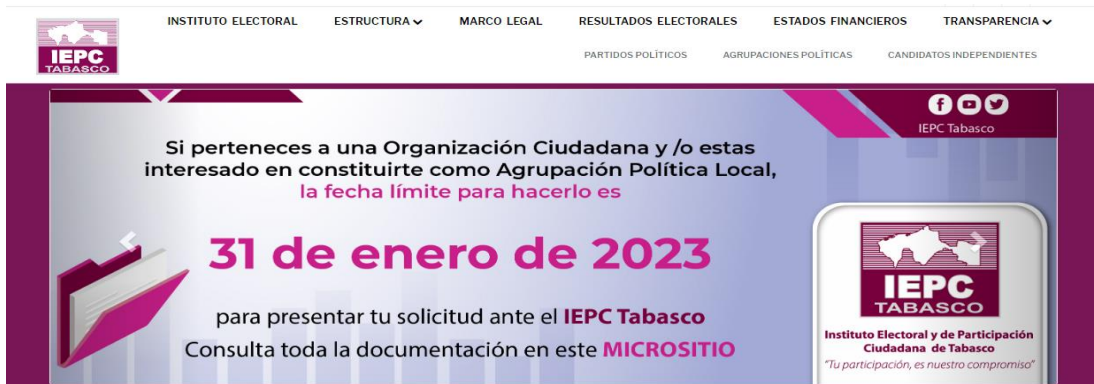 INSTITUTO ELECTORAL ESTRUCTURA MARCO LEGAL RESULTADOS ELECTORALES ESTADOS FINANCIEROS TRANSPARENCIA
PARTIDOS POLÍTICOS AGRUPACIONES POLÍTICAS CANDIDATOS INDEPENDIENTES
IEPC
TABASCO
IEPC Tabasco
Si perteneces a una Organización Ciudadana y /o estas
interesado en constituirte como Agrupación Política Local,
la fecha límite para hacerlo es
31 de enero de 2023
para presentar tu solicitud ante el IEPC Tabasco
Consulta toda la documentación en este MICROSITIO
IEPC
TABASCO
Instituto Electoral y de Participación
Ciudadana de Tabasco
"Tu participación, es nuestro compromiso"